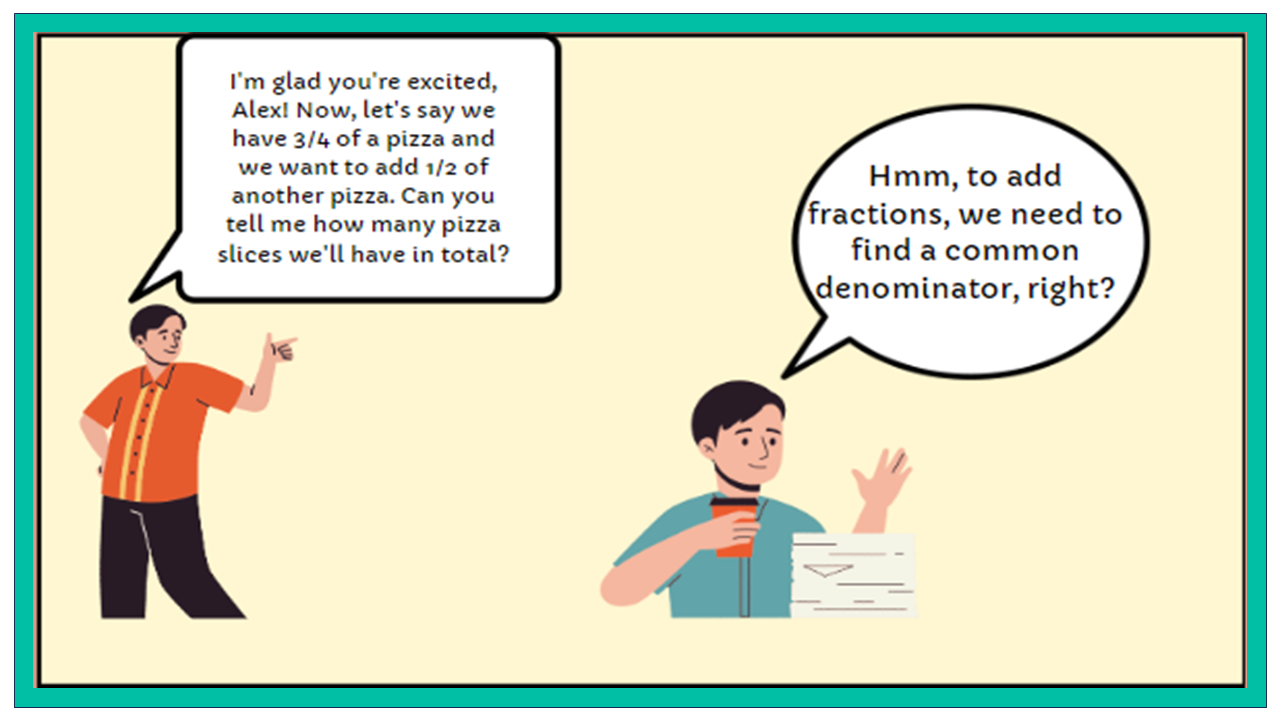 I'm glad you're excited,
Alex! Now, let's say we
have 3/4 of a pizza and
we want to add 1/2 of
another pizza. Can you
tell me how many pizza
slices we'll have in total?
Hmm, to add
fractions, we need to
find a common
denominator, right?